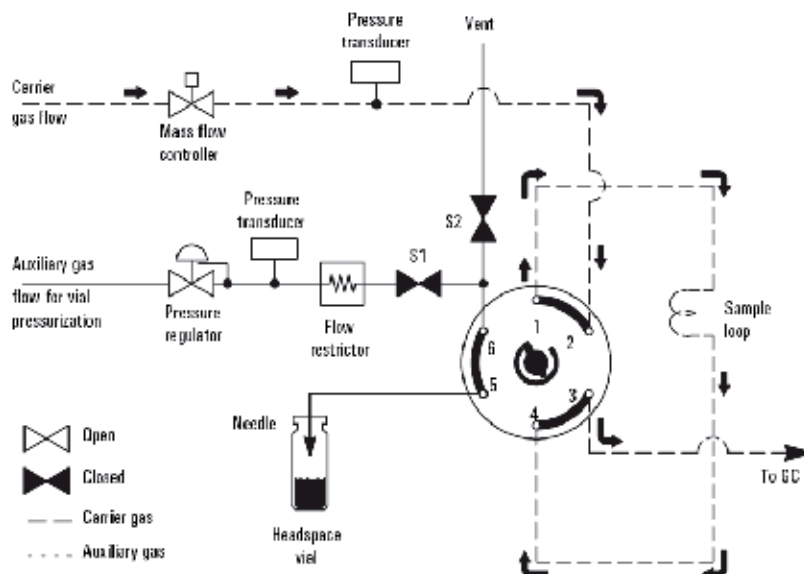 Pressure
transducer
Vent
Carrier
gas flow
Mass flow
controller
Pressure
transducer
S2
S1
Auxiliary gas
flow for vial
pressurization
Pressure
regulator
Flow
restrictor
Sample
loop
1
2
6
5
3
4
Needle
To GC
Open
Closed
Carrier gas
Auxiliary gas
Headspace
vial